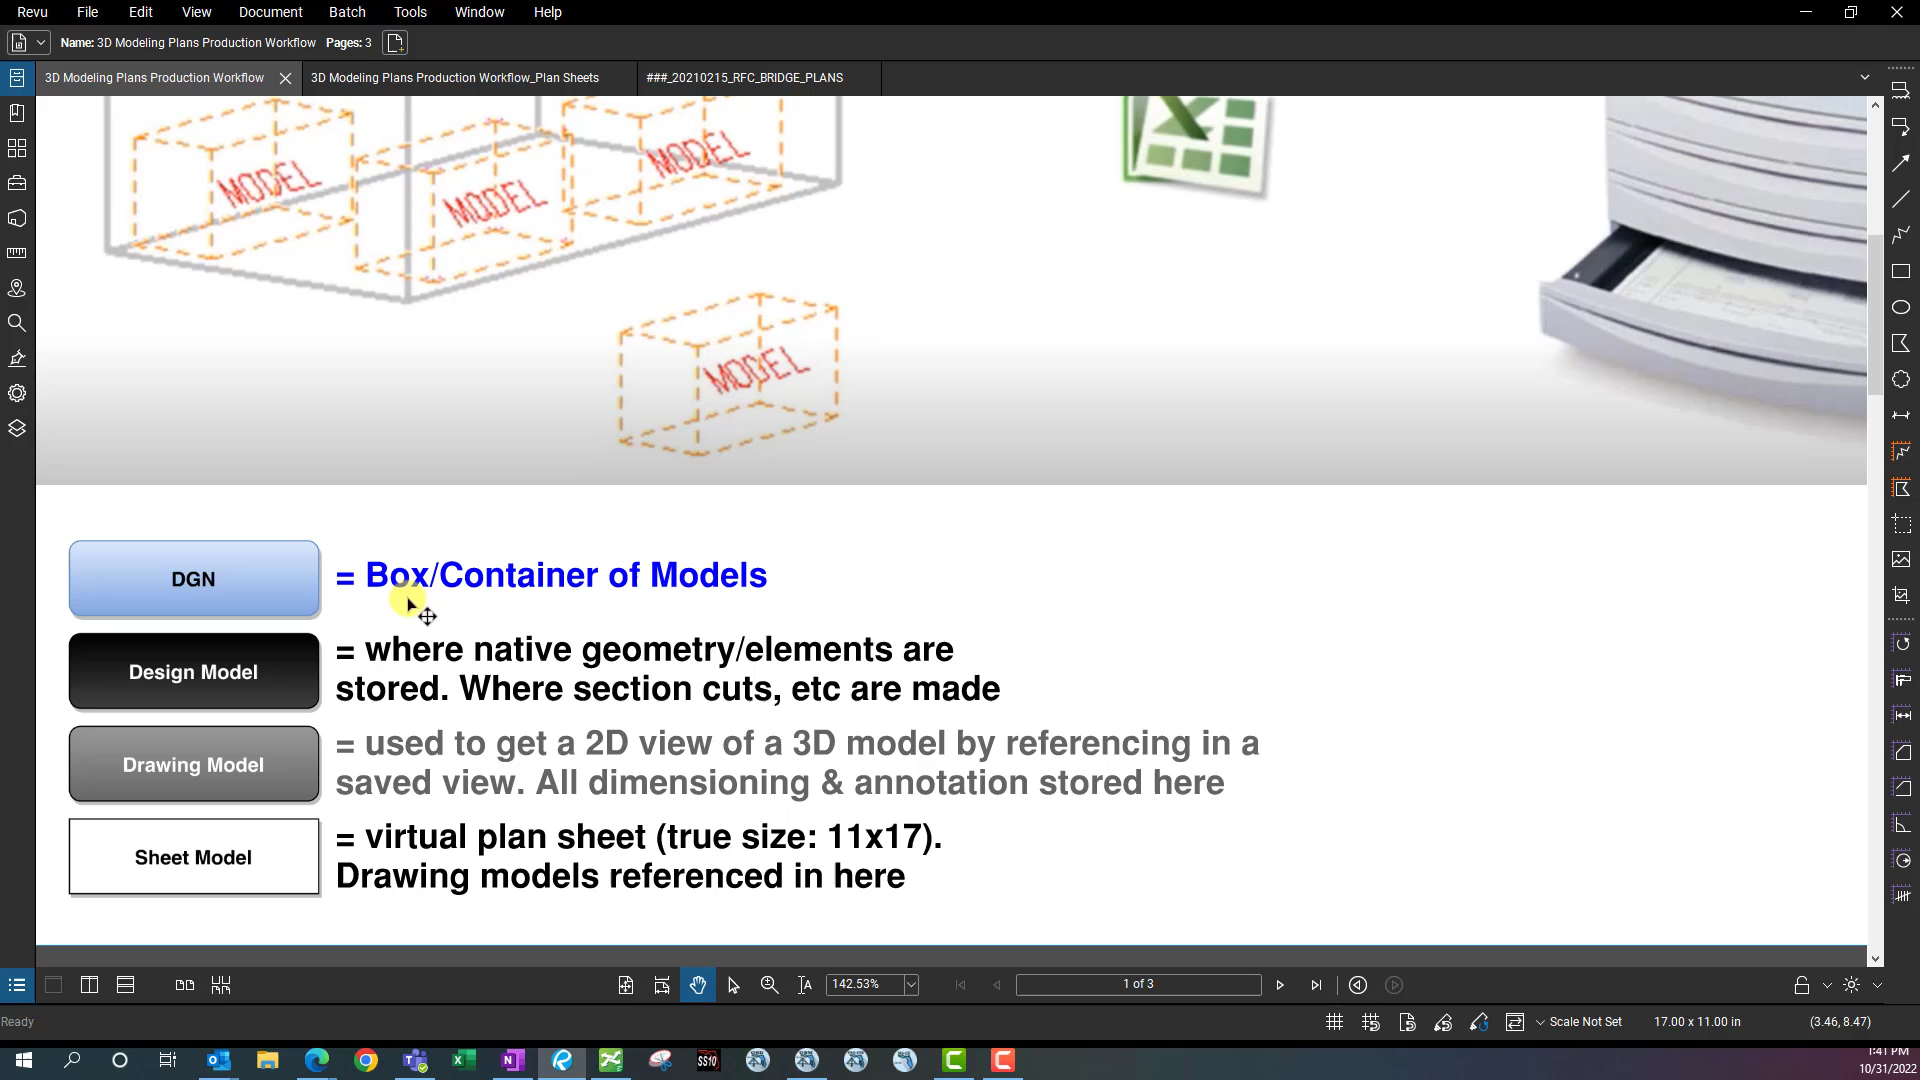 Revu File Edit View Document Batch Tools Window Help
Name: 3D Modeling Plans Production Workflow Pages: 3
3D Modeling Plans Production Workflow 3D Modeling Plans Production Workflow_Plan Sheets ###_20210215_RFC_BRIDGE_PLANS
MODEL
MODEL
MODEL
MODEL
DGN
= Box/Container of Models
Design Model
= where native geometry/elements are
stored. Where section cuts, etc are made
Drawing Model
= used to get a 2D view of a 3D model by referencing in a
saved view. All dimensioning & annotation stored here
Sheet Model
= virtual plan sheet (true size: 11x17).
Drawing models referenced in here
142.53% 1 of 3
Ready Scale Not Set 17.00 x 11.00 in (3.46, 8.47)
SS10
1:41 PM
10/31/2022